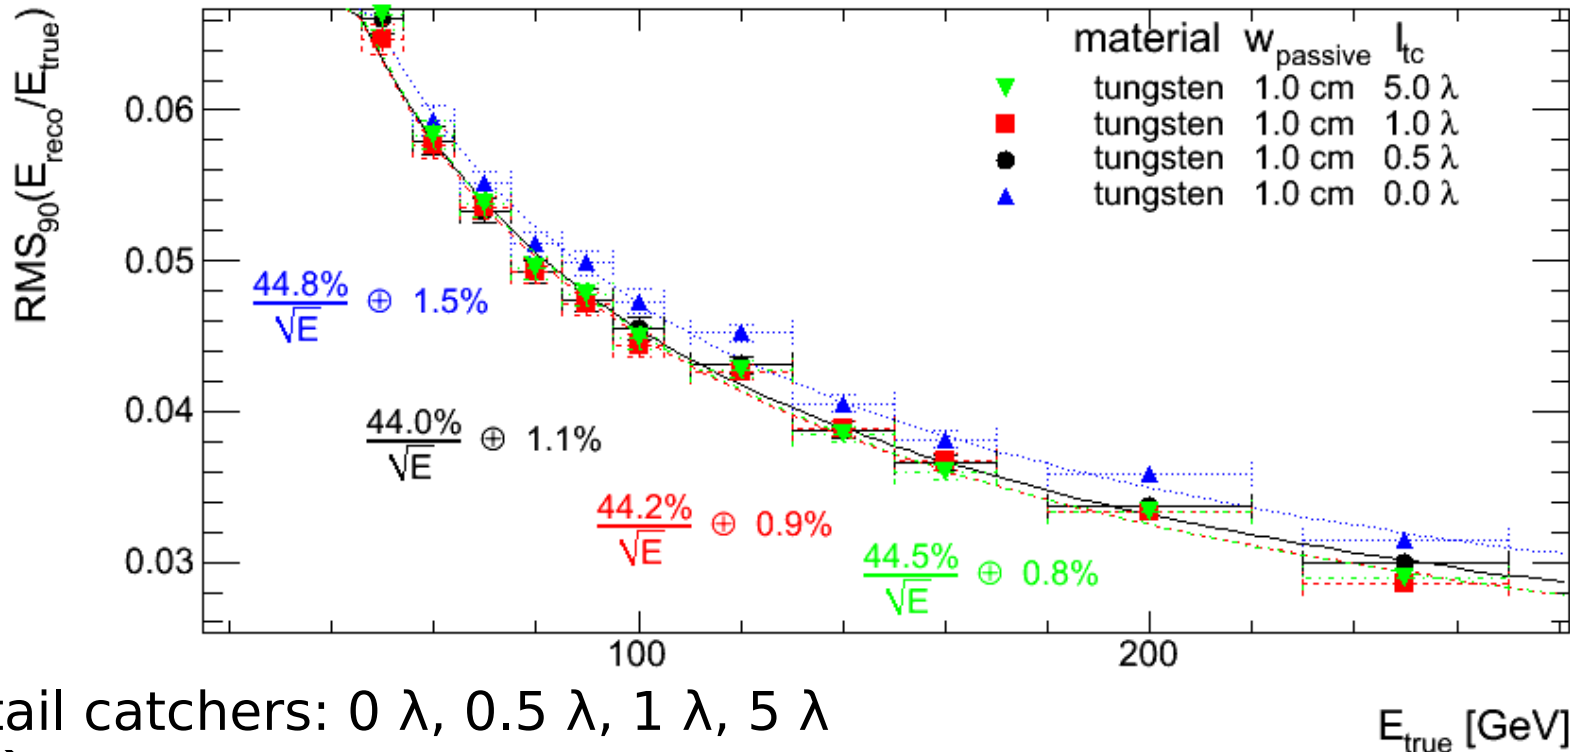 RMS90(Ereco/Etrue)
material wpassive ltc
tungsten 1.0 cm 5.0 λ
tungsten 1.0 cm 1.0 λ
tungsten 1.0 cm 0.5 λ
tungsten 1.0 cm 0.0 λ
0.06
0.05
0.04
0.03
44.8%/√E ⊕ 1.5%
44.0%/√E ⊕ 1.1%
44.2%/√E ⊕ 0.9%
44.5%/√E ⊕ 0.8%
100 200
tail catchers: 0 λ, 0.5 λ, 1 λ, 5 λ
Etrue [GeV]